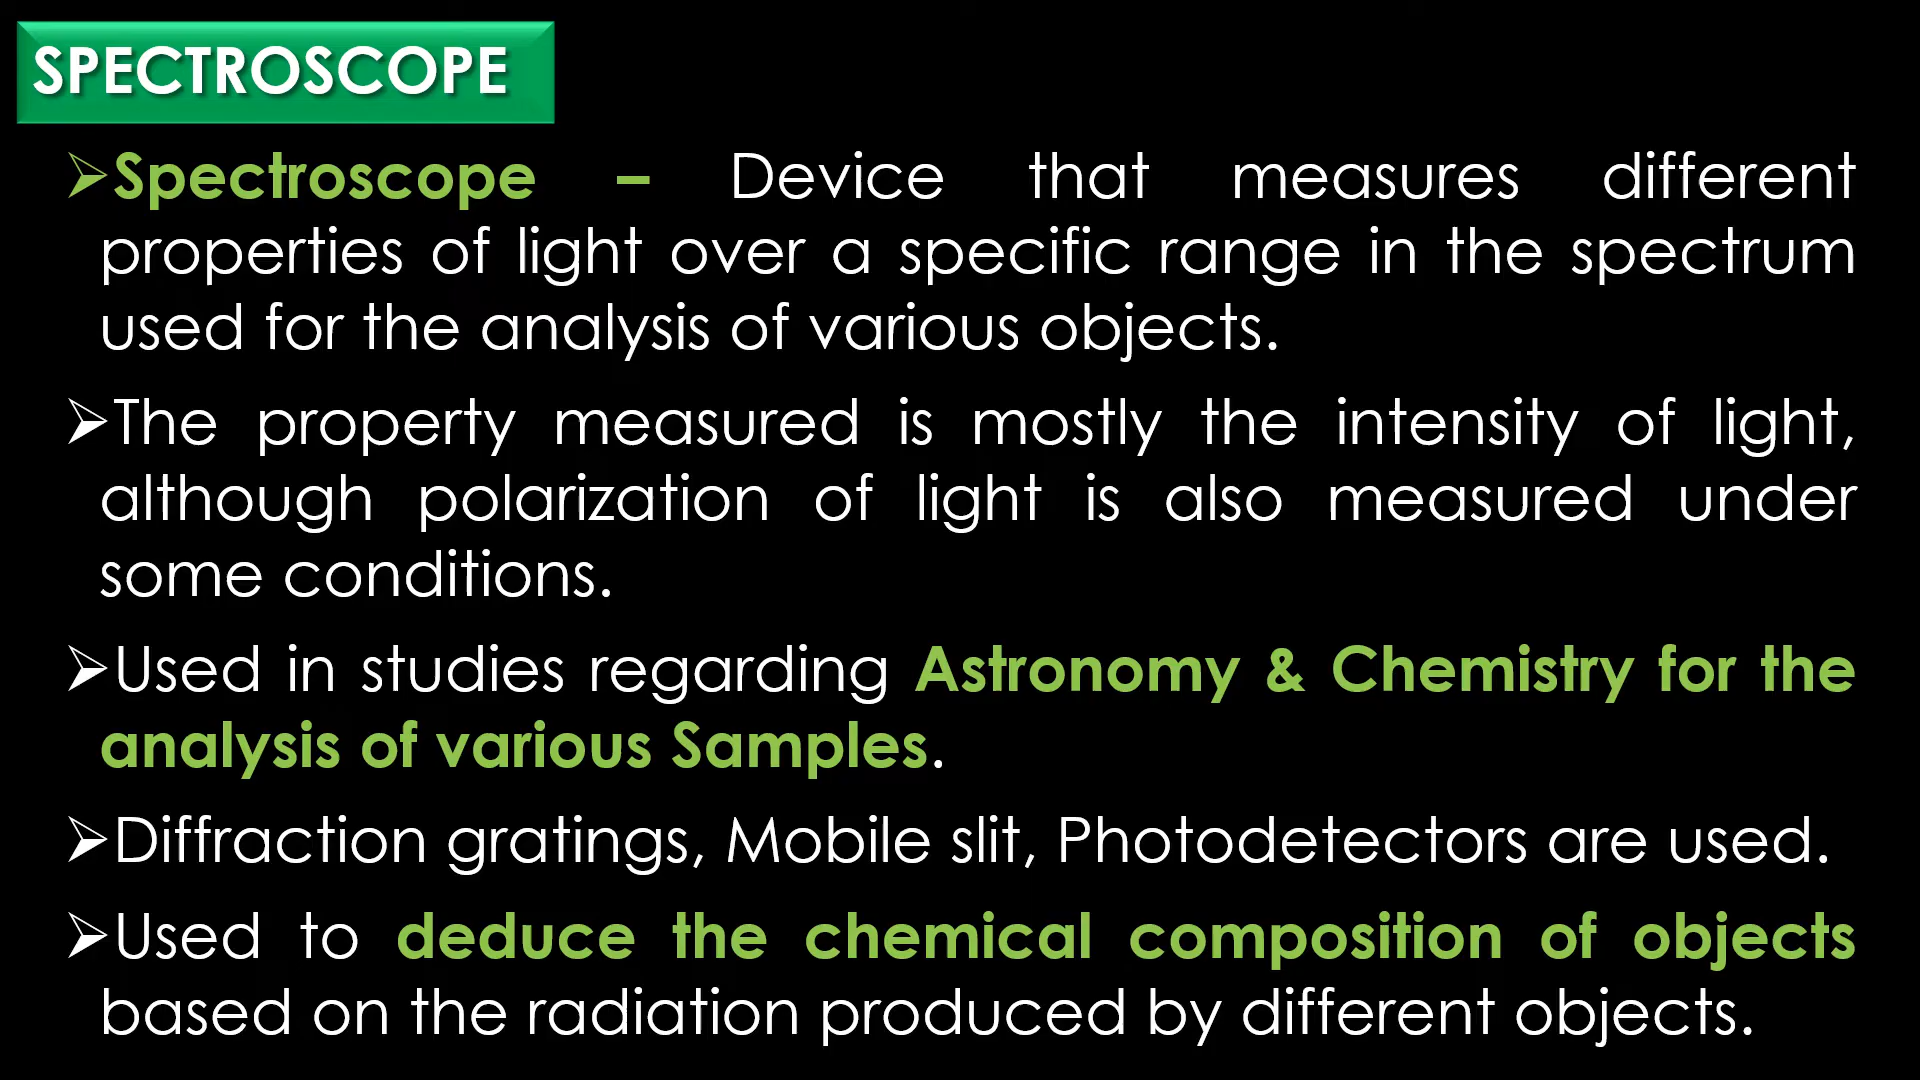 SPECTROSCOPE
➢Spectroscope – Device that measures different
properties of light over a specific range in the spectrum
used for the analysis of various objects.
➢The property measured is mostly the intensity of light,
although polarization of light is also measured under
some conditions.
➢Used in studies regarding Astronomy & Chemistry for the
analysis of various Samples.
➢Diffraction gratings, Mobile slit, Photodetectors are used.
➢Used to deduce the chemical composition of objects
based on the radiation produced by different objects.